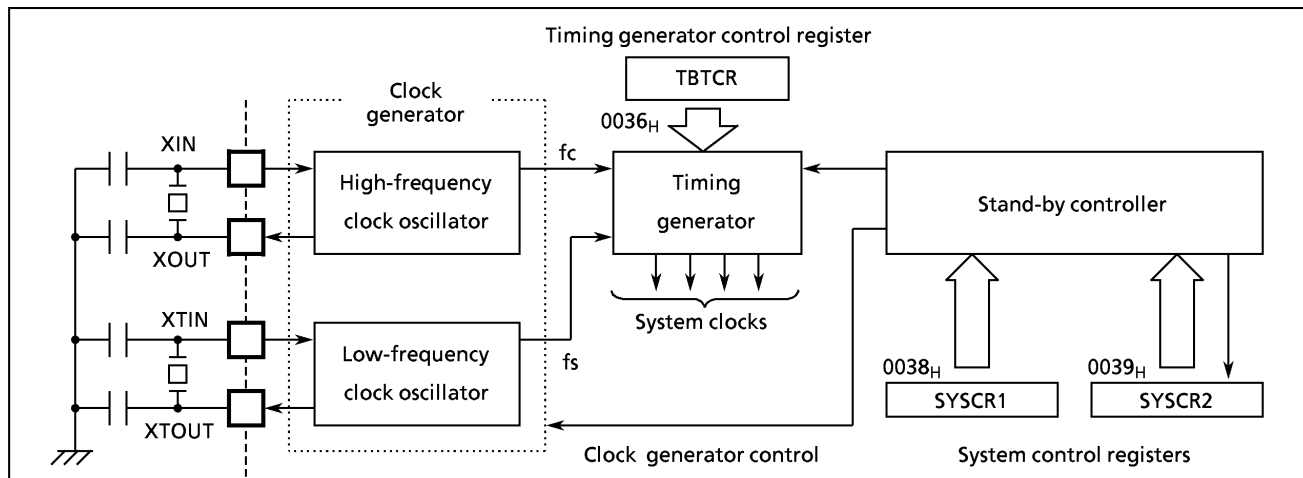 Timing generator control register
TBTCR
Clock
generator
0036H
XIN
fc
High-frequency
clock oscillator
Timing
generator
Stand-by controller
XOUT
XTIN
System clocks
Low-frequency
clock oscillator
fs
0038H
0039H
SYSCR1
SYSCR2
XTOUT
Clock generator control
System control registers